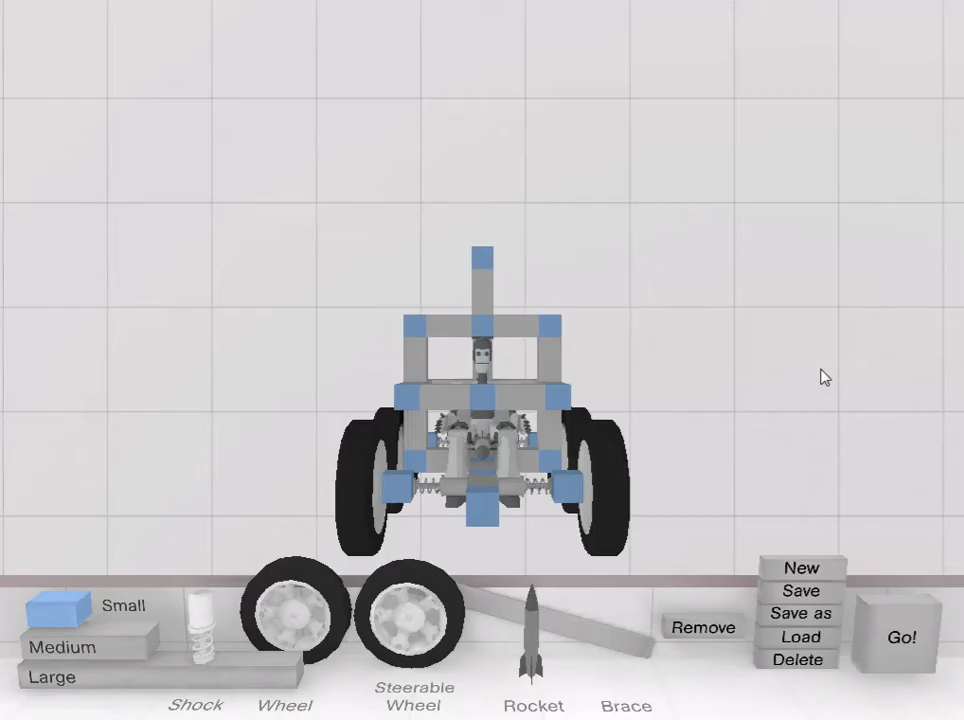 Small
Medium
Large
Shock
Wheel
Steerable
Wheel
Rocket
Brace
Remove
New
Save
Save as
Load
Delete
Go!